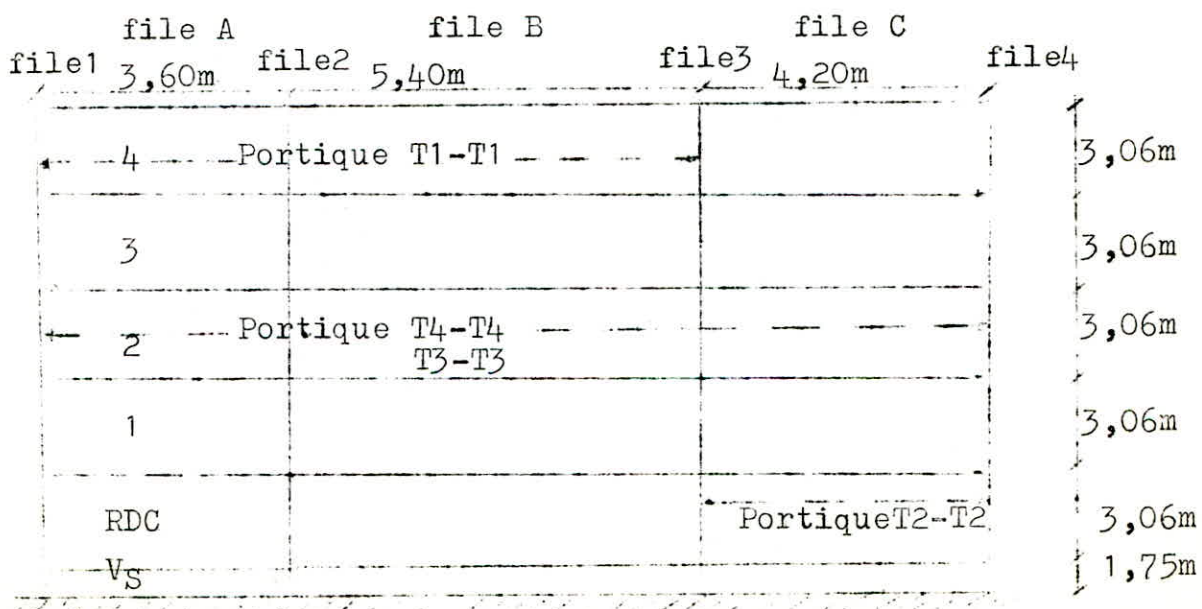 file A file B file C
file1 3,60m file2 5,40m file3 4,20m file4
4 Portique T1-T1 3,06m
3 3,06m
2 Portique T4-T4 3,06m
T3-T3
1 3,06m
RDC PortiqueT2-T2 3,06m
VS 1,75m